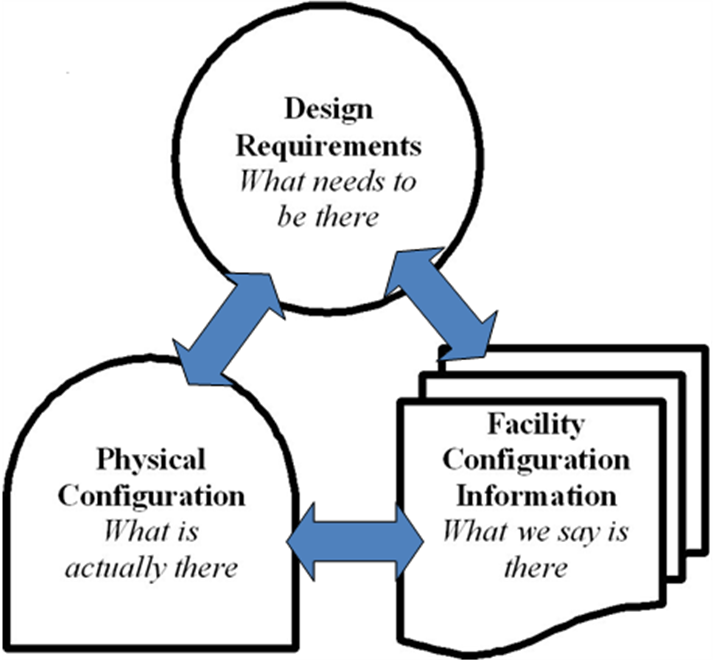 Design
Requirements
What needs to
be there
Physical
Configuration
What is
actually there
Facility
Configuration
Information
What we say is
there